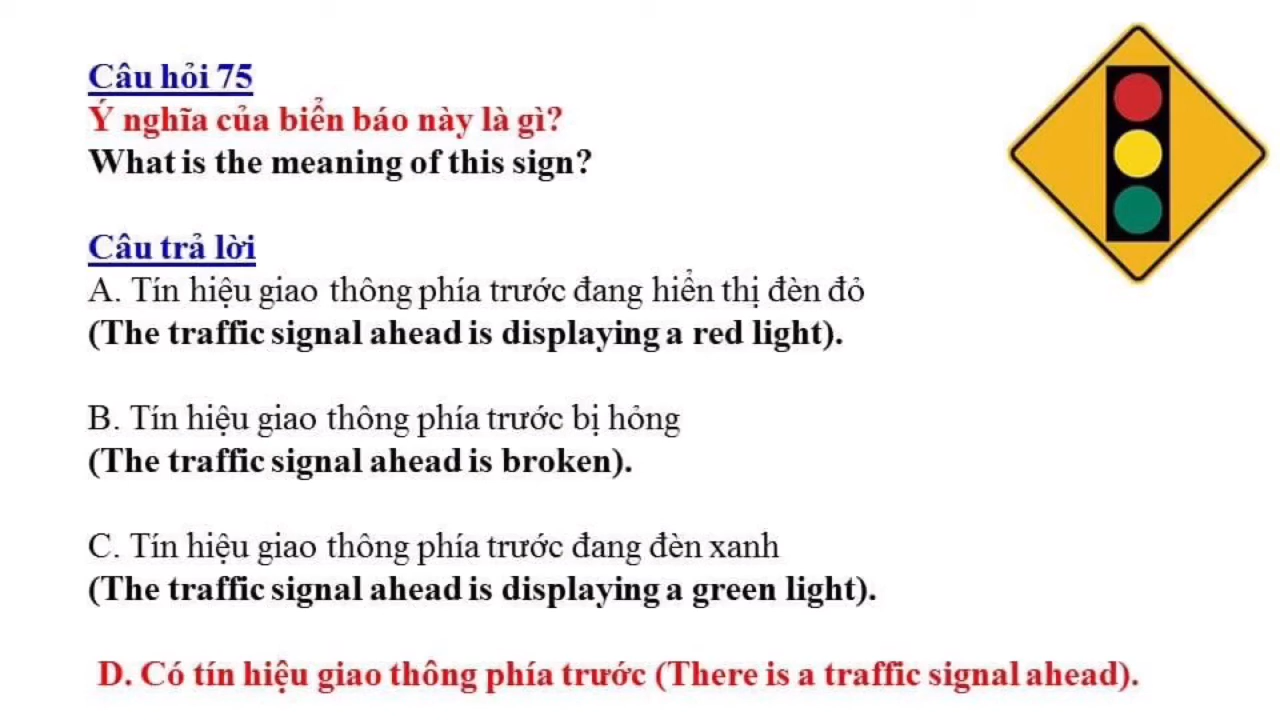 Câu hỏi 75
Ý nghĩa của biển báo này là gì?
What is the meaning of this sign?
Câu trả lời
A. Tín hiệu giao thông phía trước đang hiển thị đèn đỏ
(The traffic signal ahead is displaying a red light).
B. Tín hiệu giao thông phía trước bị hỏng
(The traffic signal ahead is broken).
C. Tín hiệu giao thông phía trước đang đèn xanh
(The traffic signal ahead is displaying a green light).
D. Có tín hiệu giao thông phía trước (There is a traffic signal ahead).